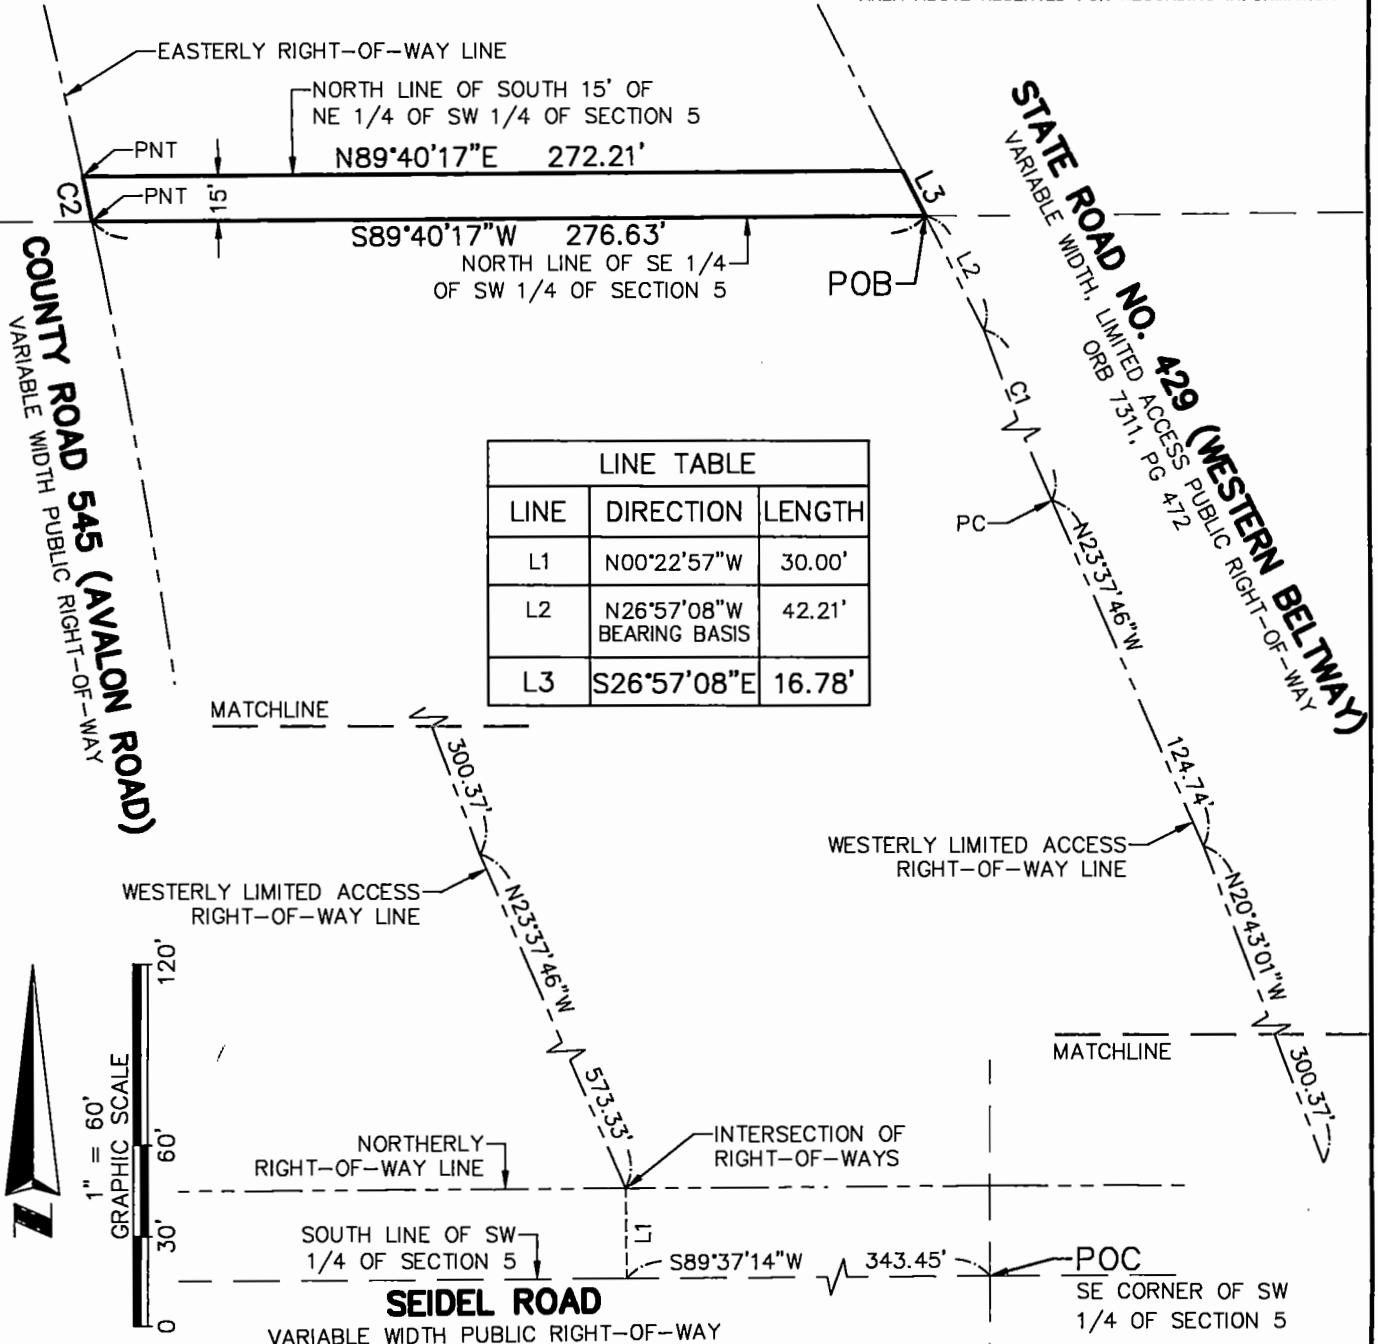 EASTERLY RIGHT-OF-WAY LINE
NORTH LINE OF SOUTH 15' OF
NE 1/4 OF SW 1/4 OF SECTION 5
PNT
N89°40'17"E 272.21'
L3
C2
PNT
15'
S89°40'17"W 276.63'
NORTH LINE OF SE 1/4
OF SW 1/4 OF SECTION 5
POB
L2
C1
STATE ROAD NO. 429 (WESTERN BELTWAY)
VARIABLE WIDTH, LIMITED ACCESS PUBLIC RIGHT-OF-WAY
ORB 7311, PG 472
COUNTY ROAD 545 (AVALON ROAD)
VARIABLE WIDTH PUBLIC RIGHT-OF-WAY
LINE TABLE
LINE DIRECTION LENGTH
L1 N00°22'57"W 30.00'
L2 N26°57'08"W 42.21'
BEARING BASIS
L3 S26°57'08"E 16.78'
PC
N23°37'46"W
124.74'
WESTERLY LIMITED ACCESS
RIGHT-OF-WAY LINE
N20°43'01"W
MATCHLINE
300.37'
MATCHLINE
300.37'
WESTERLY LIMITED ACCESS
RIGHT-OF-WAY LINE
N23°37'46"W
573.33'
1" = 60'
GRAPHIC SCALE
0 30' 60' 120'
NORTHERLY
RIGHT-OF-WAY LINE
INTERSECTION OF
RIGHT-OF-WAYS
L1
SOUTH LINE OF SW
1/4 OF SECTION 5
S89°37'14"W 343.45'
POC
SE CORNER OF SW
1/4 OF SECTION 5
SEIDEL ROAD
VARIABLE WIDTH PUBLIC RIGHT-OF-WAY